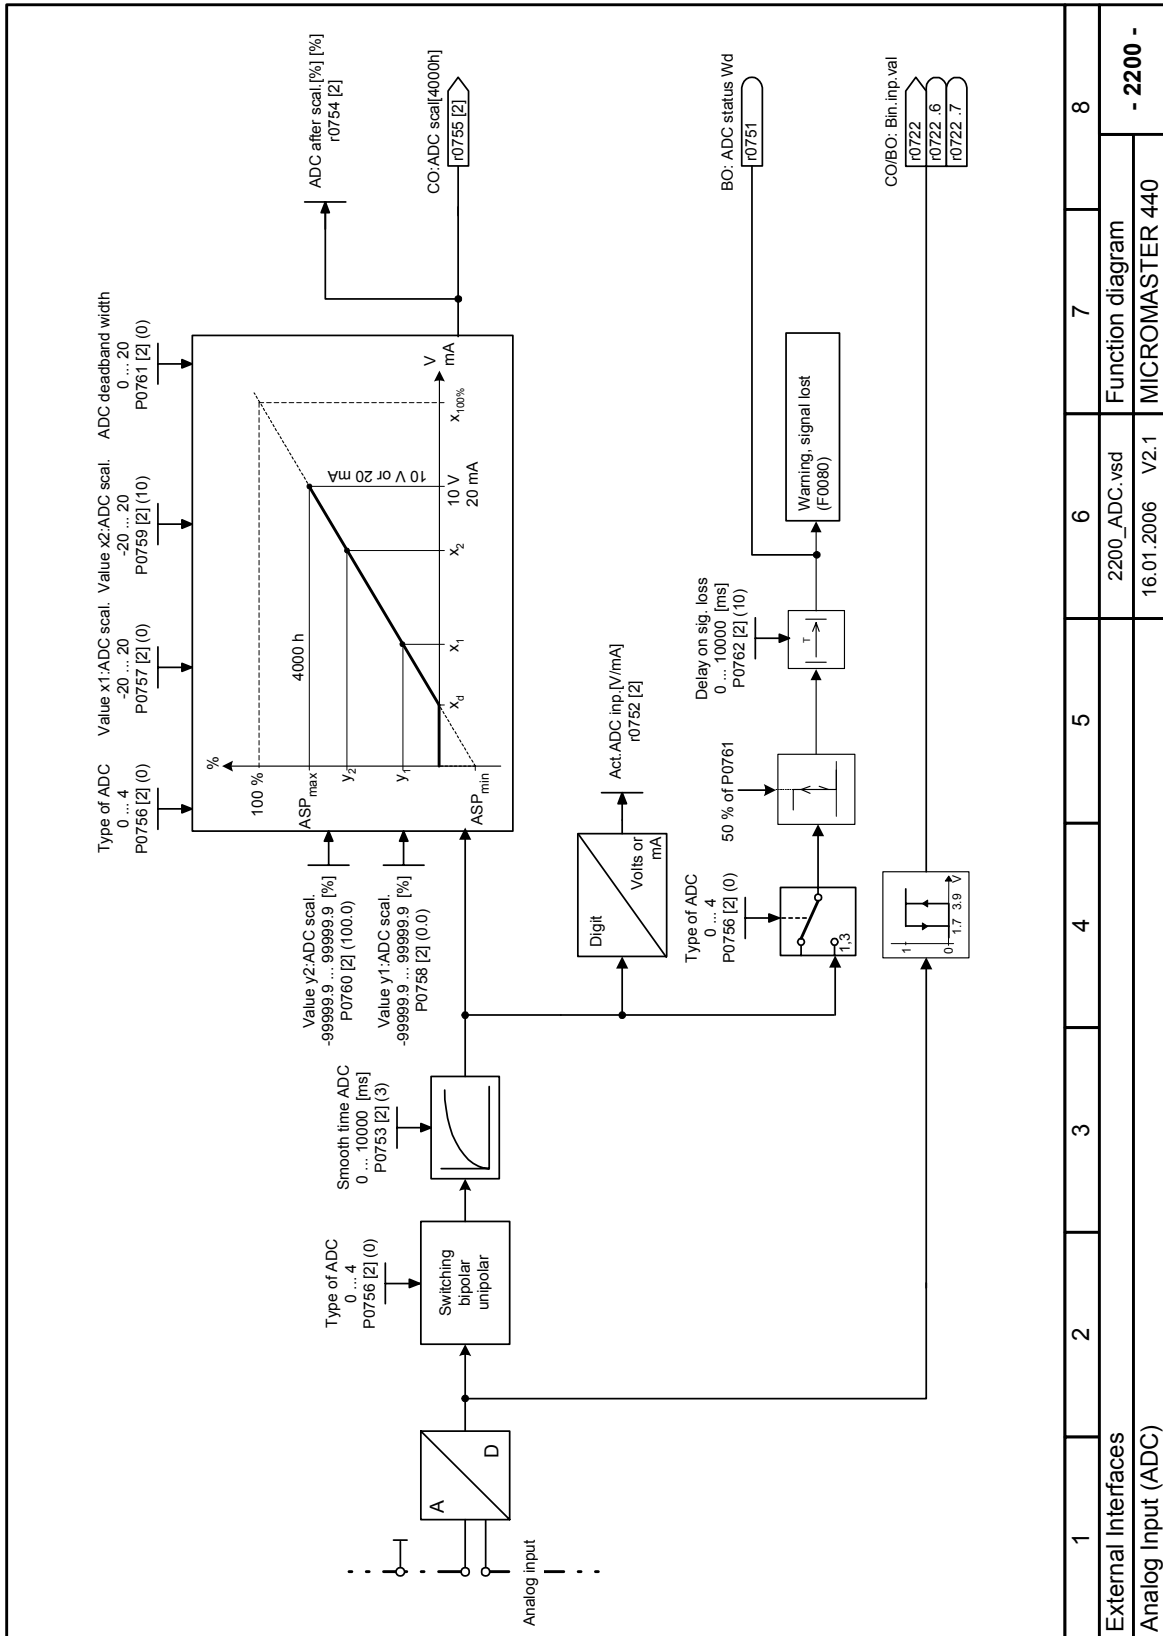 ADC after scal.[%] [%]
r0754 [2]
CO:ADC scal[4000h]
r0755 [2]
Type of ADC
0 ... 4
P0756 [2] (0)
Value x1:ADC scal.
-20 ... 20
P0757 [2] (0)
Value x2:ADC scal.
-20 ... 20
P0759 [2] (10)
ADC deadband width
0 ... 20
P0761 [2] (0)
%
100 %
ASPmax
y2
y1
ASPmin
4000 h
10 V or 20 mA
xd
x1
x2
10 V
20 mA
x100%
V
mA
Value y2:ADC scal.
-99999.9 ... 99999.9 [%]
P0760 [2] (100.0)
Value y1:ADC scal.
-99999.9 ... 99999.9 [%]
P0758 [2] (0.0)
Smooth time ADC
0 ... 10000 [ms]
P0753 [2] (3)
Type of ADC
0 ... 4
P0756 [2] (0)
Switching
bipolar
unipolar
A
D
Analog input
Digit
Volts or
mA
Act.ADC inp.[V/mA]
r0752 [2]
Type of ADC
0 ... 4
P0756 [2] (0)
1,3
50 % of P0761
Delay on sig. loss
0 ... 10000 [ms]
P0762 [2] (10)
T
Warning, signal lost
(F0080)
BO: ADC status Wd
r0751
1
0
1.7 3.9 V
CO/BO: Bin.inp.val
r0722
r0722 .6
r0722 .7
1 2 3 4 5 6 7 8
External Interfaces
2200_ADC.vsd
Function diagram
- 2200 -
Analog Input (ADC)
16.01.2006 V2.1
MICROMASTER 440